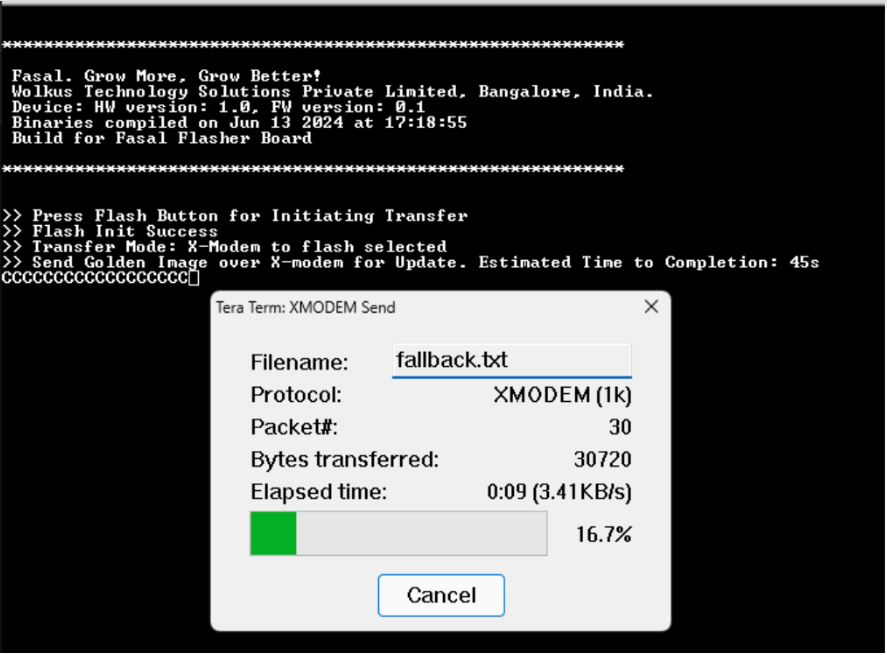 ************************************************************
Fasal. Grow More, Grow Better!
Wolkus Technology Solutions Private Limited, Bangalore, India.
Device: HW version: 1.0, FW version: 0.1
Binaries compiled on Jun 13 2024 at 17:18:55
Build for Fasal Flasher Board
************************************************************
>> Press Flash Button for Initiating Transfer
>> Flash Init Success
>> Transfer Mode: X-Modem to flash selected
>> Send Golden Image over X-modem for Update. Estimated Time to Completion: 45s
CCCCCCCCCCCCCCCCCC
Tera Term: XMODEM Send
Filename: fallback.txt
Protocol: XMODEM (1k)
Packet#: 30
Bytes transferred: 30720
Elapsed time: 0:09 (3.41KB/s)
16.7%
Cancel